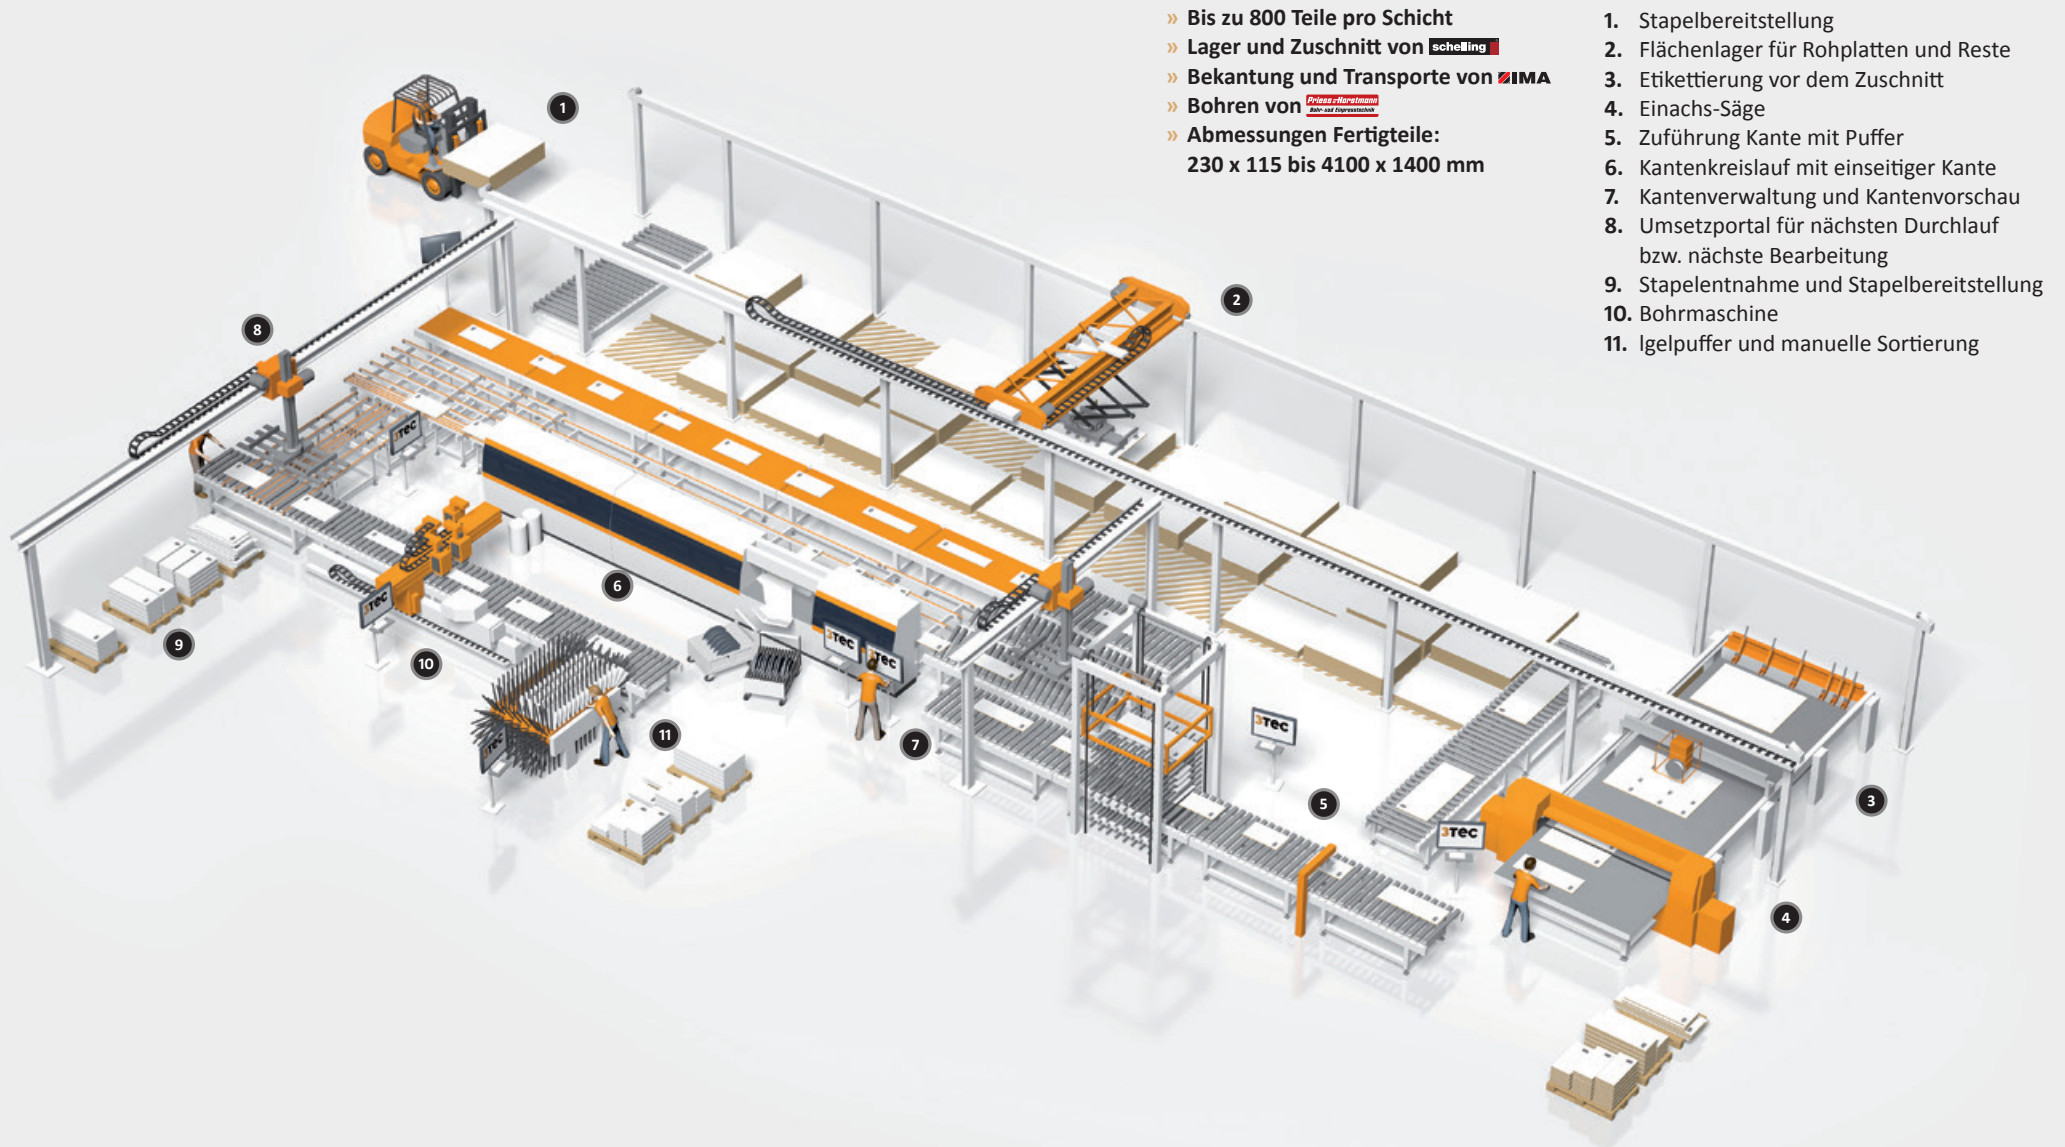 » Bis zu 800 Teile pro Schicht
» Lager und Zuschnitt von schelling
» Bekantung und Transporte von IMA
» Bohren von Priess+Horstmann
Bohr- und Einpresstechnik
» Abmessungen Fertigteile:
230 x 115 bis 4100 x 1400 mm
1. Stapelbereitstellung
2. Flächenlager für Rohplatten und Reste
3. Etikettierung vor dem Zuschnitt
4. Einachs-Säge
5. Zuführung Kante mit Puffer
6. Kantenkreislauf mit einseitiger Kante
7. Kantenverwaltung und Kantenvorschau
8. Umsetzportal für nächsten Durchlauf
bzw. nächste Bearbeitung
9. Stapelentnahme und Stapelbereitstellung
10. Bohrmaschine
11. Igelpuffer und manuelle Sortierung
1
2
8
3TEC
6
3TEC
9
10
3TEC
3TEC
11
3TEC
7
3TEC
5
3
3TEC
4